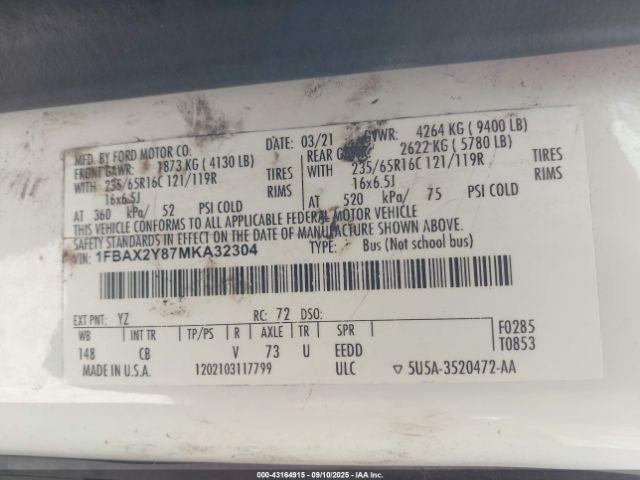 MFD. BY FORD MOTOR CO. DATE: 03/21 GVWR: 4264 KG ( 9400 LB)
FRONT GAWR: 1873 KG ( 4130 LB) REAR GAWR: 2622 KG ( 5780 LB)
WITH 235/65R16C 121/119R TIRES WITH 235/65R16C 121/119R TIRES
16x6.5J RIMS 16x6.5J RIMS
AT 360 kPa/ 52 PSI COLD AT 520 kPa/ 75 PSI COLD
THIS VEHICLE CONFORMS TO ALL APPLICABLE FEDERAL MOTOR VEHICLE
SAFETY STANDARDS IN EFFECT ON THE DATE OF MANUFACTURE SHOWN ABOVE.
VIN: 1FBAX2Y87MKA32304 TYPE: Bus (Not school bus)
EXT PNT: YZ RC: 72 DSO:
WB INT TR TP/PS R AXLE TR SPR F0285
148 CB V 73 U EEDD T0853
MADE IN U.S.A. 1202103117799 ULC ▽ 5U5A-3520472-AA
000-43164915 - 09/10/2025 - IAA Inc.